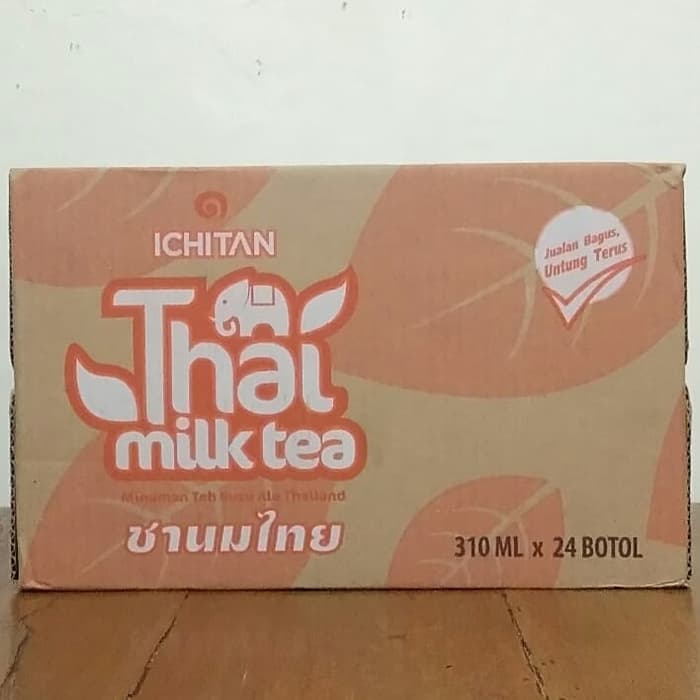 ICHITAN
Thai
milk tea
Minuman Teh Susu Ala Thailand
ชานมไทย
Jualan Bagus,
Untung Terus
310 ML x 24 BOTOL